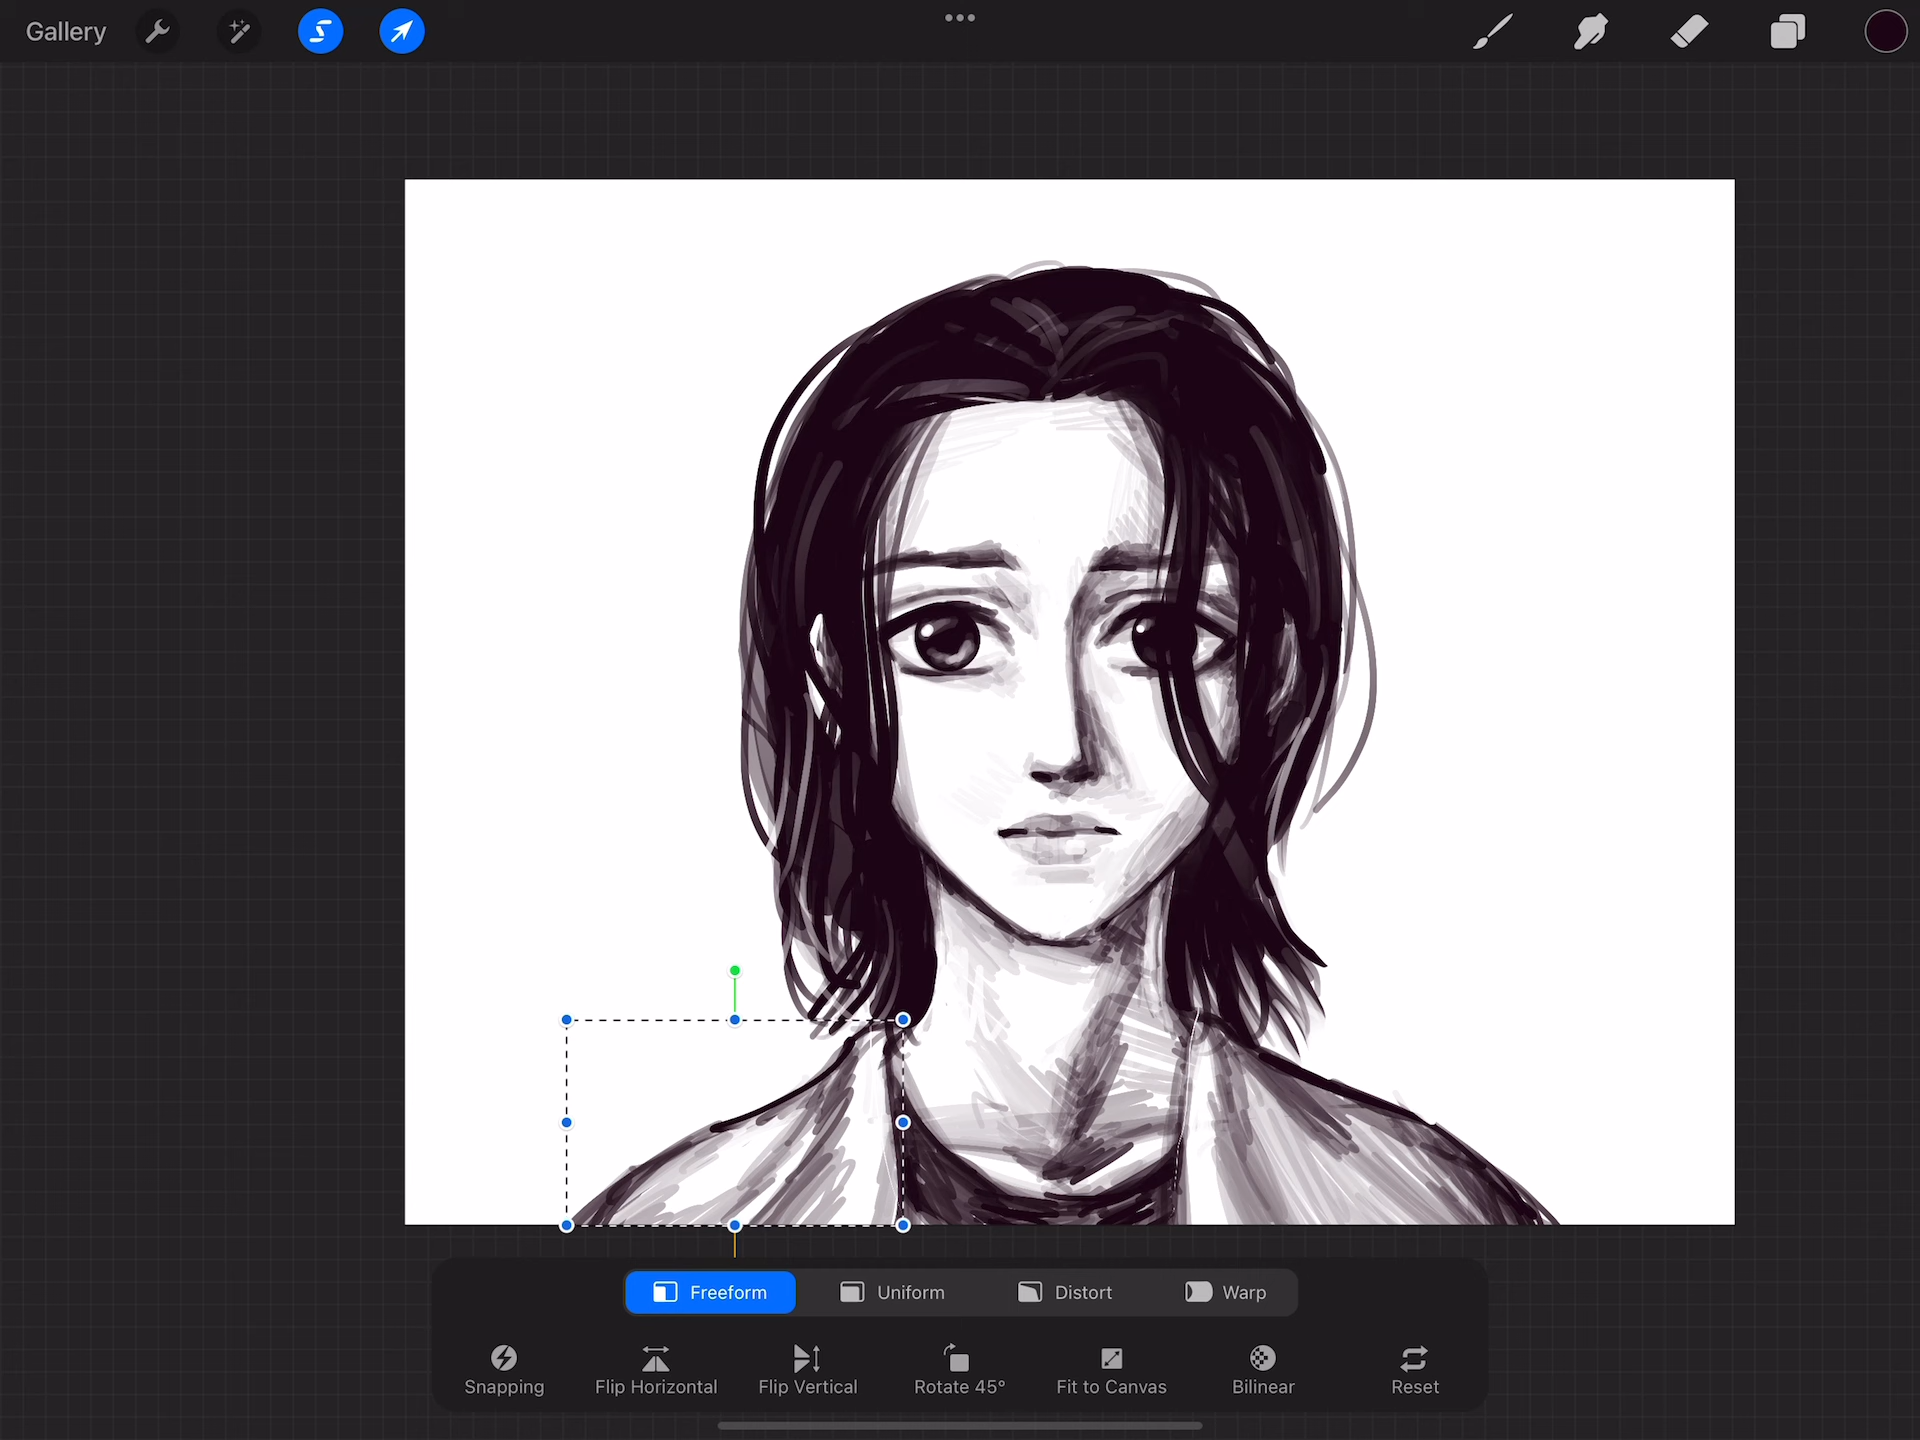 Gallery
Freeform Uniform Distort Warp
Snapping Flip Horizontal Flip Vertical Rotate 45° Fit to Canvas Bilinear Reset